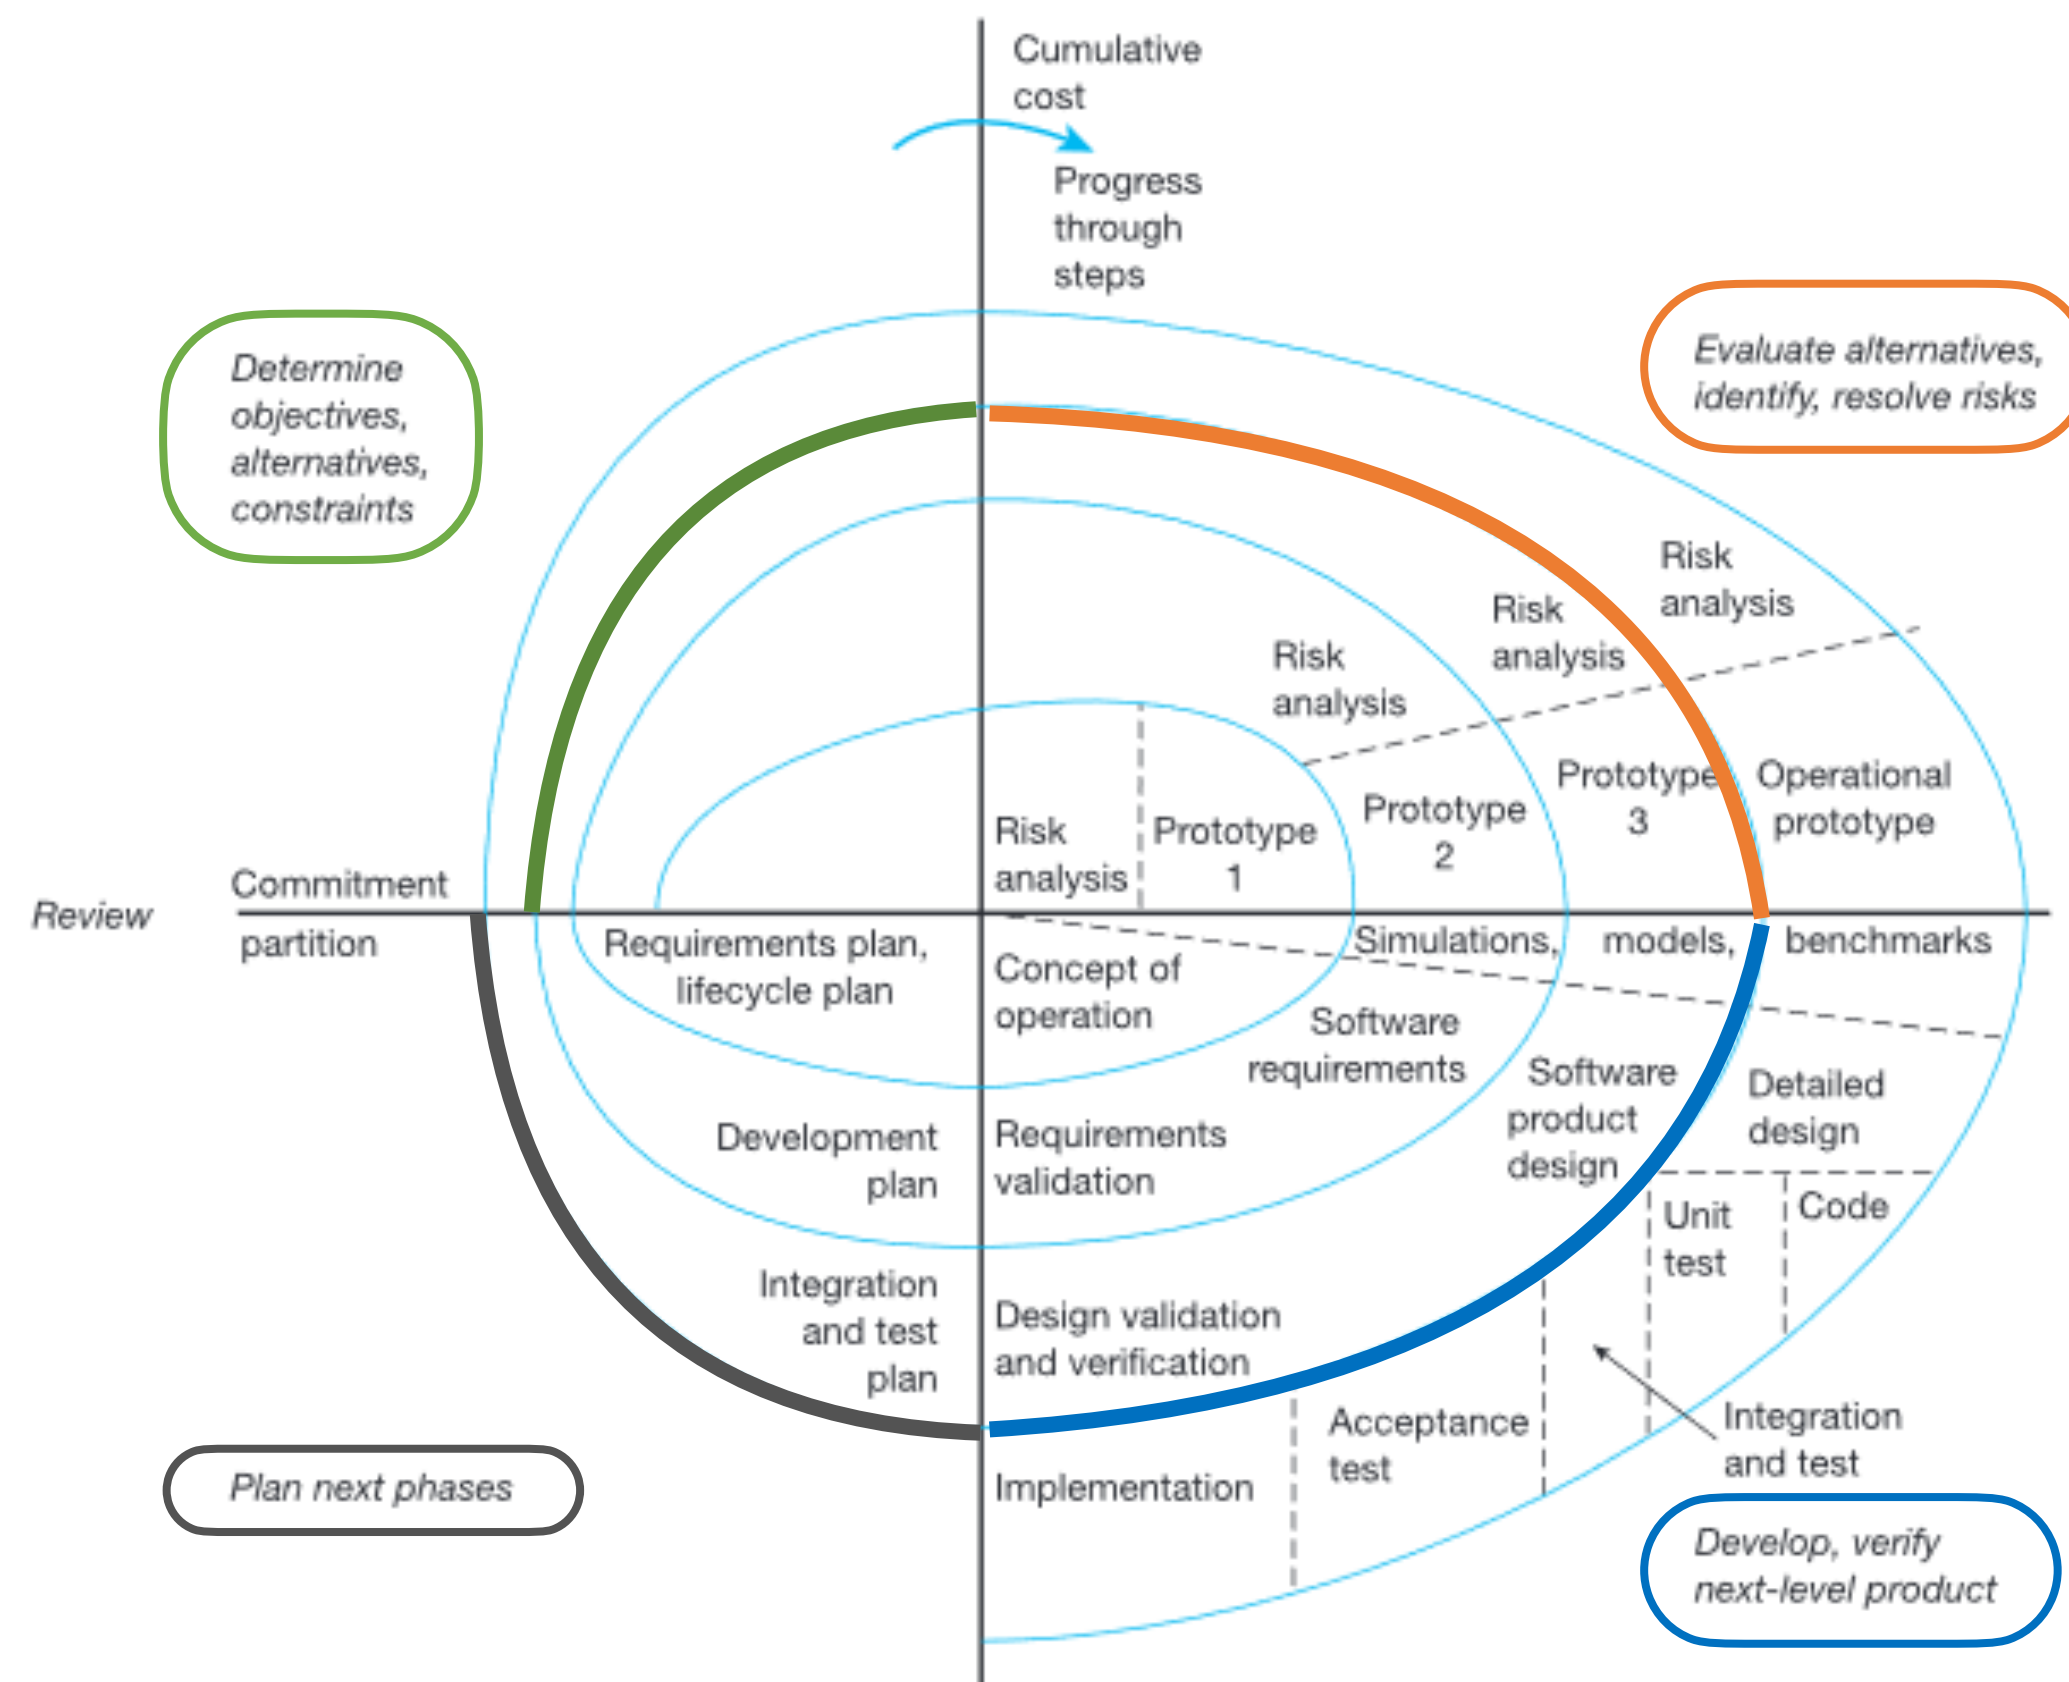 Cumulative
cost
Progress
through
steps
Determine
objectives,
alternatives,
constraints
Evaluate alternatives,
identify, resolve risks
Risk
analysis
Risk
analysis
Risk
analysis
Risk
analysis
Prototype
1
Prototype
2
Prototype
3
Operational
prototype
Review
Commitment
partition
Requirements plan,
lifecycle plan
Concept of
operation
Simulations, models, benchmarks
Software
requirements
Software
product
design
Detailed
design
Development
plan
Requirements
validation
Unit
test
Code
Integration
and test
plan
Design validation
and verification
Acceptance
test
Integration
and test
Implementation
Plan next phases
Develop, verify
next-level product